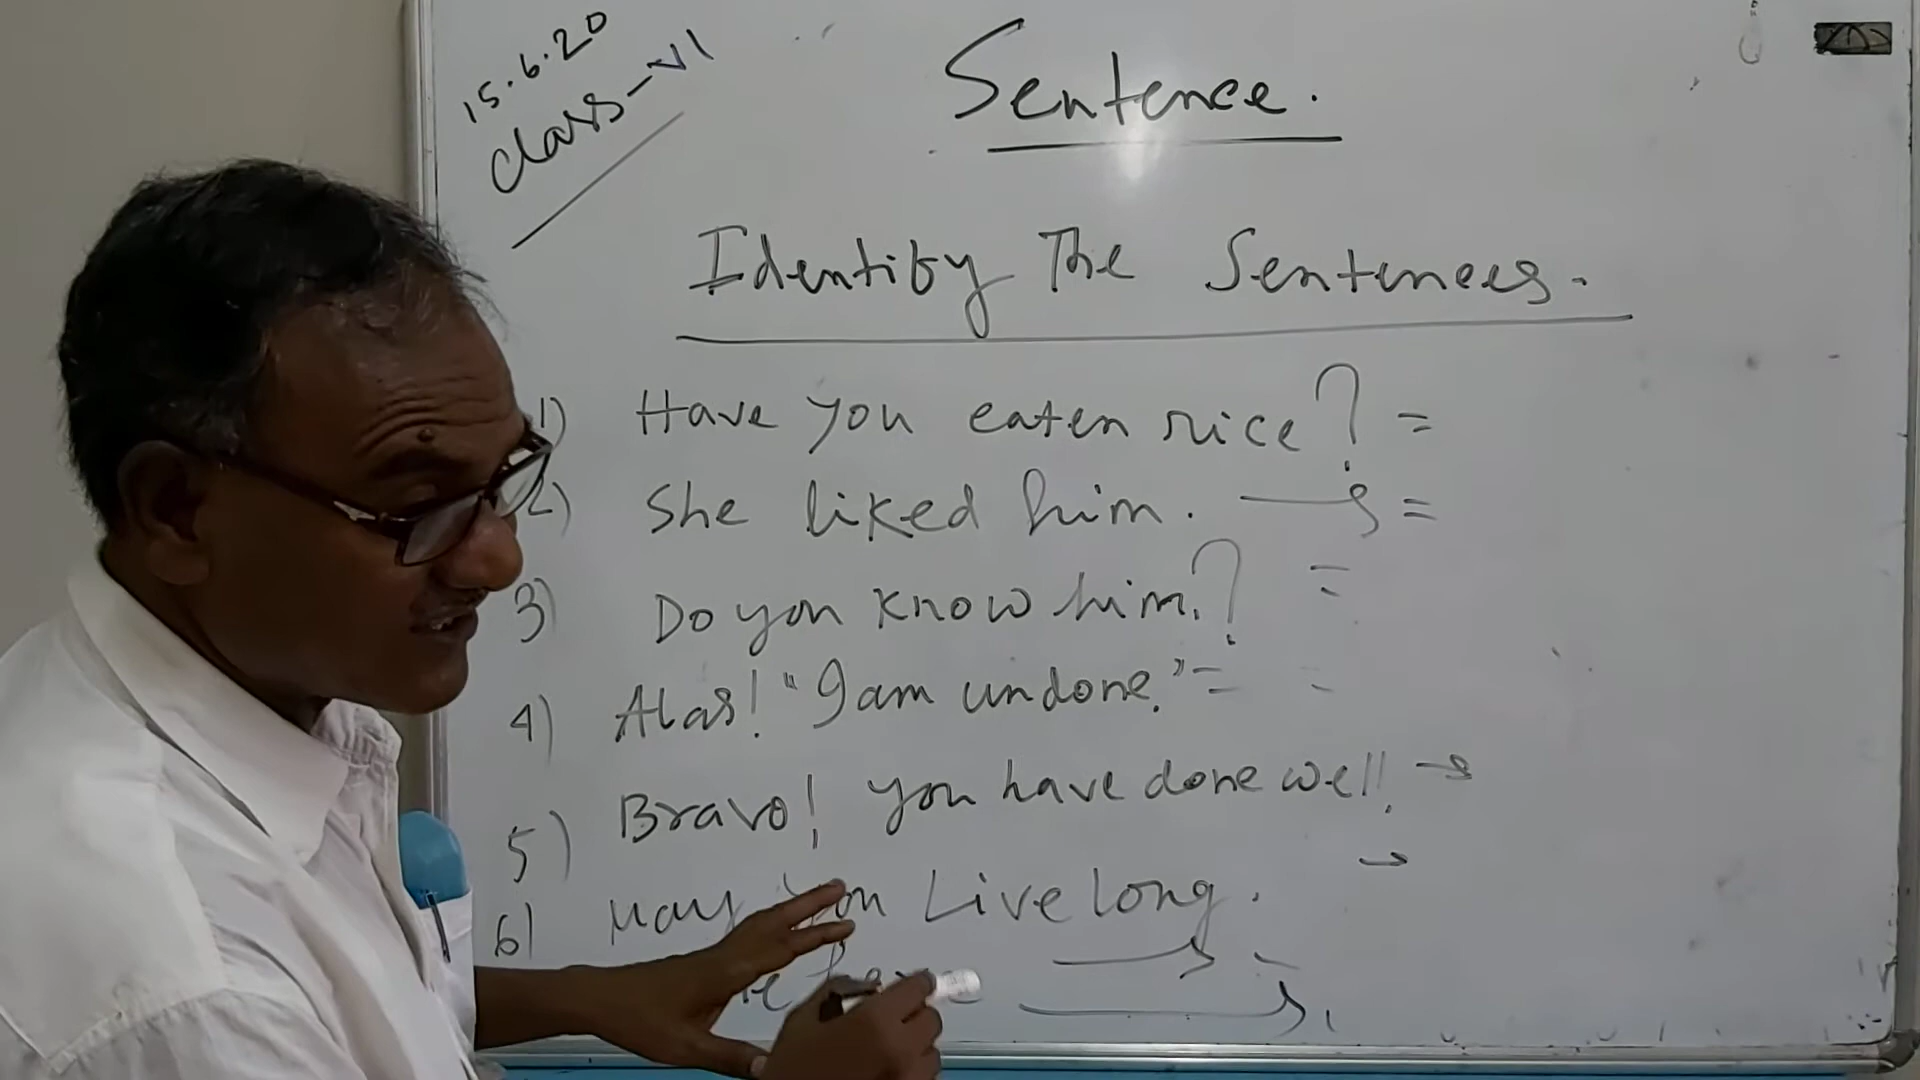 15.6.20
Class-VI
Sentence.
Identify The Sentences.
1) Have you eaten rice? =
2) She liked him. =
3) Do you know him.? =
4) Alas! "I am undone." =
5) Bravo! you have done well. →
6) May you Live long. →